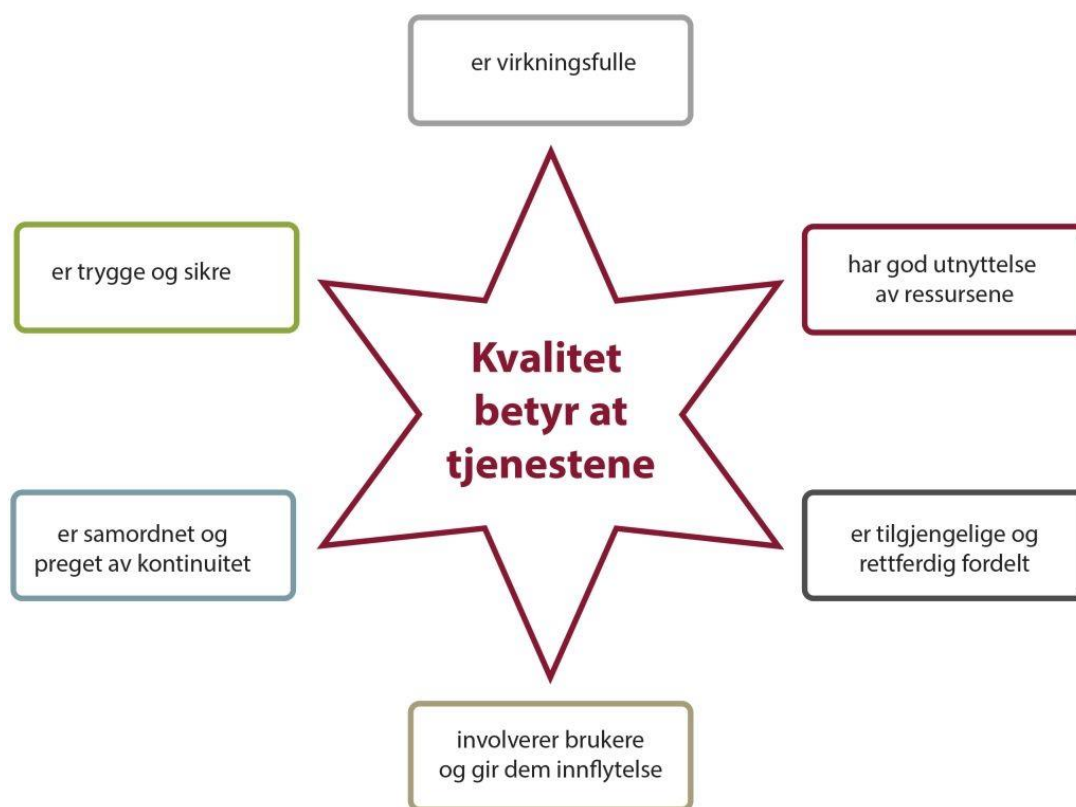 er virkningsfulle
er trygge og sikre
har god utnyttelse
av ressursene
Kvalitet
betyr at
tjenestene
er samordnet og
preget av kontinuitet
er tilgjengelige og
rettferdig fordelt
involverer brukere
og gir dem innflytelse